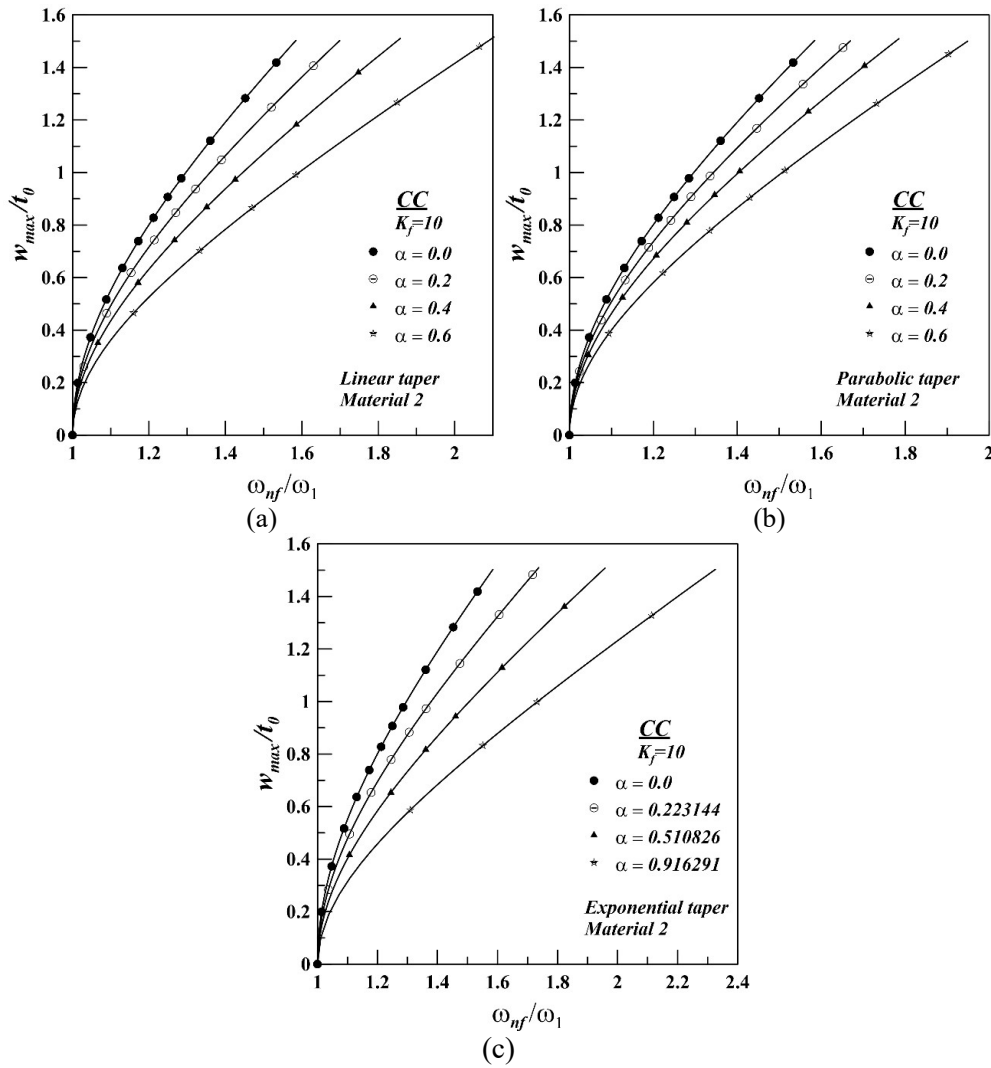 1.6
1.4
1.2
1
0.8
0.6
0.4
0.2
0
w_max/t_0
CC
K_f=10
α = 0.0
α = 0.2
α = 0.4
α = 0.6
Linear taper
Material 2
1 1.2 1.4 1.6 1.8 2
ω_nf/ω_1
(a)
1.6
1.4
1.2
1
0.8
0.6
0.4
0.2
0
w_max/t_0
CC
K_f=10
α = 0.0
α = 0.2
α = 0.4
α = 0.6
Parabolic taper
Material 2
1 1.2 1.4 1.6 1.8 2
ω_nf/ω_1
(b)
1.6
1.4
1.2
1
0.8
0.6
0.4
0.2
0
w_max/t_0
CC
K_f=10
α = 0.0
α = 0.223144
α = 0.510826
α = 0.916291
Exponential taper
Material 2
1 1.2 1.4 1.6 1.8 2 2.2 2.4
ω_nf/ω_1
(c)